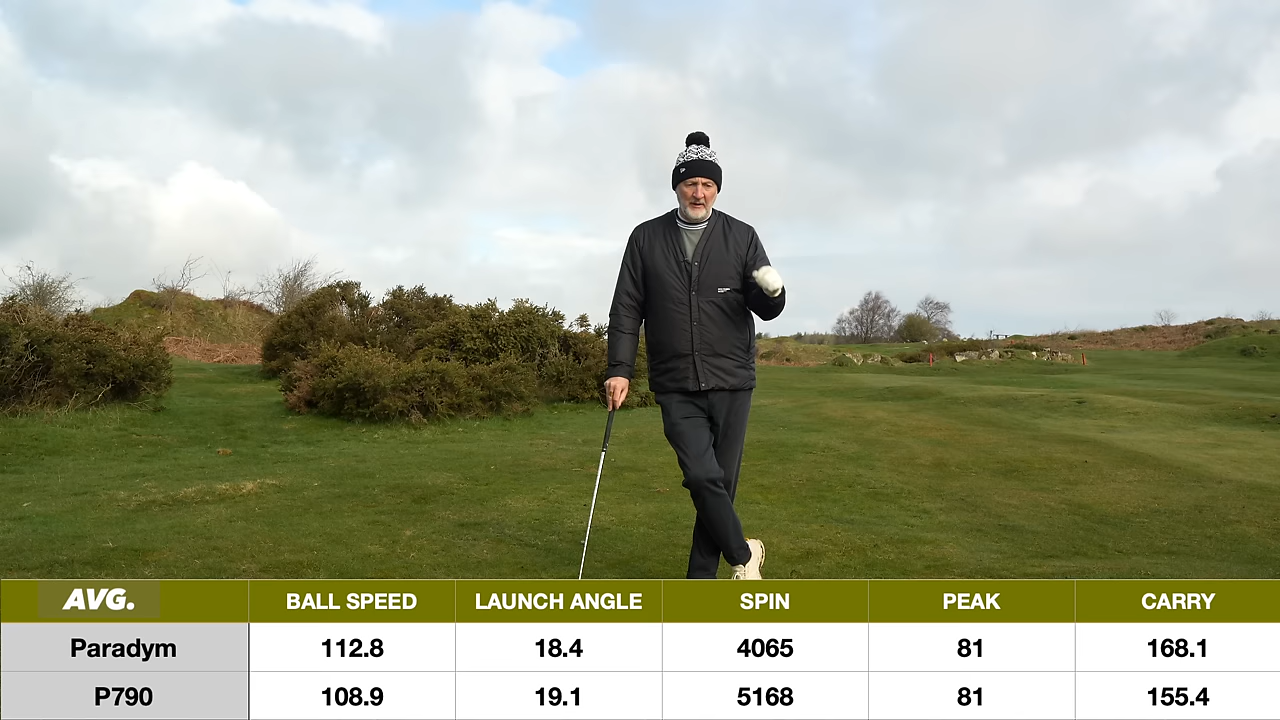 AVG. BALL SPEED LAUNCH ANGLE SPIN PEAK CARRY
Paradym 112.8 18.4 4065 81 168.1
P790 108.9 19.1 5168 81 155.4